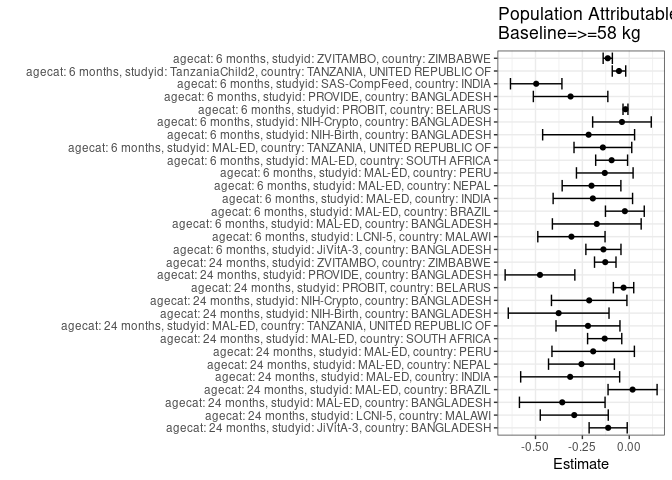 Population Attributable
Baseline=>=58 kg
agecat: 6 months, studyid: ZVITAMBO, country: ZIMBABWE
agecat: 6 months, studyid: TanzaniaChild2, country: TANZANIA, UNITED REPUBLIC OF
agecat: 6 months, studyid: SAS-CompFeed, country: INDIA
agecat: 6 months, studyid: PROVIDE, country: BANGLADESH
agecat: 6 months, studyid: PROBIT, country: BELARUS
agecat: 6 months, studyid: NIH-Crypto, country: BANGLADESH
agecat: 6 months, studyid: NIH-Birth, country: BANGLADESH
agecat: 6 months, studyid: MAL-ED, country: TANZANIA, UNITED REPUBLIC OF
agecat: 6 months, studyid: MAL-ED, country: SOUTH AFRICA
agecat: 6 months, studyid: MAL-ED, country: PERU
agecat: 6 months, studyid: MAL-ED, country: NEPAL
agecat: 6 months, studyid: MAL-ED, country: INDIA
agecat: 6 months, studyid: MAL-ED, country: BRAZIL
agecat: 6 months, studyid: MAL-ED, country: BANGLADESH
agecat: 6 months, studyid: LCNI-5, country: MALAWI
agecat: 6 months, studyid: JiVitA-3, country: BANGLADESH
agecat: 24 months, studyid: ZVITAMBO, country: ZIMBABWE
agecat: 24 months, studyid: PROVIDE, country: BANGLADESH
agecat: 24 months, studyid: PROBIT, country: BELARUS
agecat: 24 months, studyid: NIH-Crypto, country: BANGLADESH
agecat: 24 months, studyid: NIH-Birth, country: BANGLADESH
agecat: 24 months, studyid: MAL-ED, country: TANZANIA, UNITED REPUBLIC OF
agecat: 24 months, studyid: MAL-ED, country: SOUTH AFRICA
agecat: 24 months, studyid: MAL-ED, country: PERU
agecat: 24 months, studyid: MAL-ED, country: NEPAL
agecat: 24 months, studyid: MAL-ED, country: INDIA
agecat: 24 months, studyid: MAL-ED, country: BRAZIL
agecat: 24 months, studyid: MAL-ED, country: BANGLADESH
agecat: 24 months, studyid: LCNI-5, country: MALAWI
agecat: 24 months, studyid: JiVitA-3, country: BANGLADESH
-0.50 -0.25 0.00
Estimate